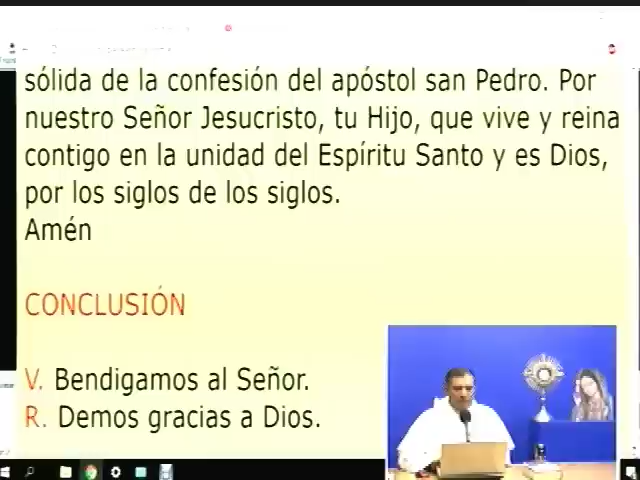 sólida de la confesión del apóstol san Pedro. Por
nuestro Señor Jesucristo, tu Hijo, que vive y reina
contigo en la unidad del Espíritu Santo y es Dios,
por los siglos de los siglos.
Amén
CONCLUSIÓN
V. Bendigamos al Señor.
R. Demos gracias a Dios.